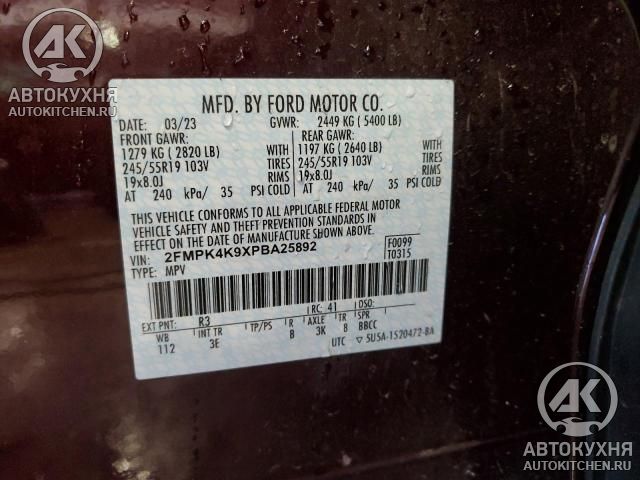 АК
АВТОКУХНЯ
AUTOKITCHEN.RU
MFD. BY FORD MOTOR CO.
DATE: 03/23 GVWR: 2449 KG ( 5400 LB)
FRONT GAWR: REAR GAWR:
1279 KG ( 2820 LB) WITH 1197 KG ( 2640 LB) WITH
245/55R19 103V TIRES 245/55R19 103V TIRES
19x8.0J RIMS 19x8.0J RIMS
AT 240 kPa/ 35 PSI COLD AT 240 kPa/ 35 PSI COLD
THIS VEHICLE CONFORMS TO ALL APPLICABLE FEDERAL MOTOR
VEHICLE SAFETY AND THEFT PREVENTION STANDARDS IN
EFFECT ON THE DATE OF MANUFACTURE SHOWN ABOVE.
VIN: 2FMPK4K9XPBA25892 F0099
TYPE: MPV T0315
EXT PNT: R3 RC: 41 DSO:
WB INT TR TP/PS R AXLE TR SPR
112 3E B 3K 8 BBCC
UTC ▽ 5U5A-1520472-BA
АК
АВТОКУХНЯ
AUTOKITCHEN.RU